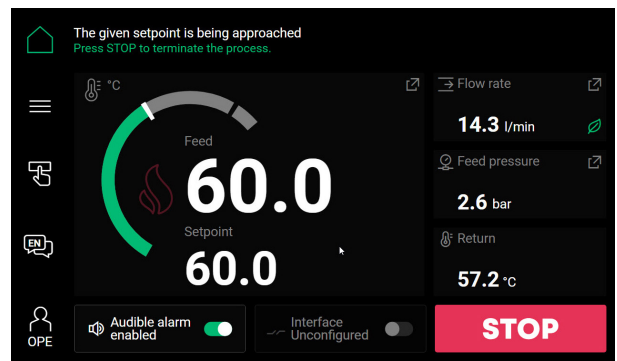 The given setpoint is being approached
Press STOP to terminate the process.
°C
Feed
60.0
Setpoint
60.0
Flow rate
14.3 l/min
Feed pressure
2.6 bar
Return
57.2 °C
EN
OPE
Audible alarm
enabled
Interface
Unconfigured
STOP